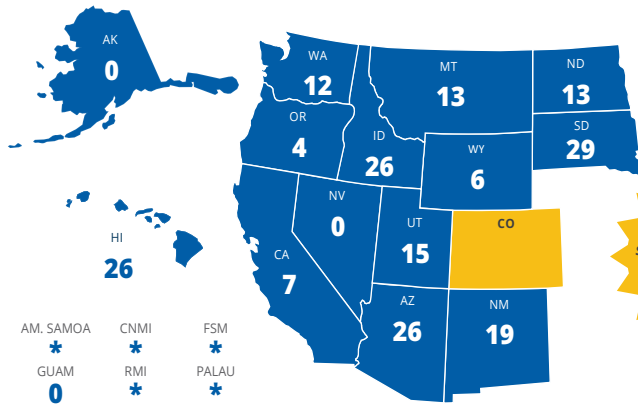 AK
0
WA
12
MT
13
ND
13
OR
4
ID
26
SD
29
WY
6
NV
0
UT
15
CO
HI
26
CA
7
AZ
26
NM
19
AM. SAMOA CNMI FSM
* * *
GUAM RMI PALAU
0 * *